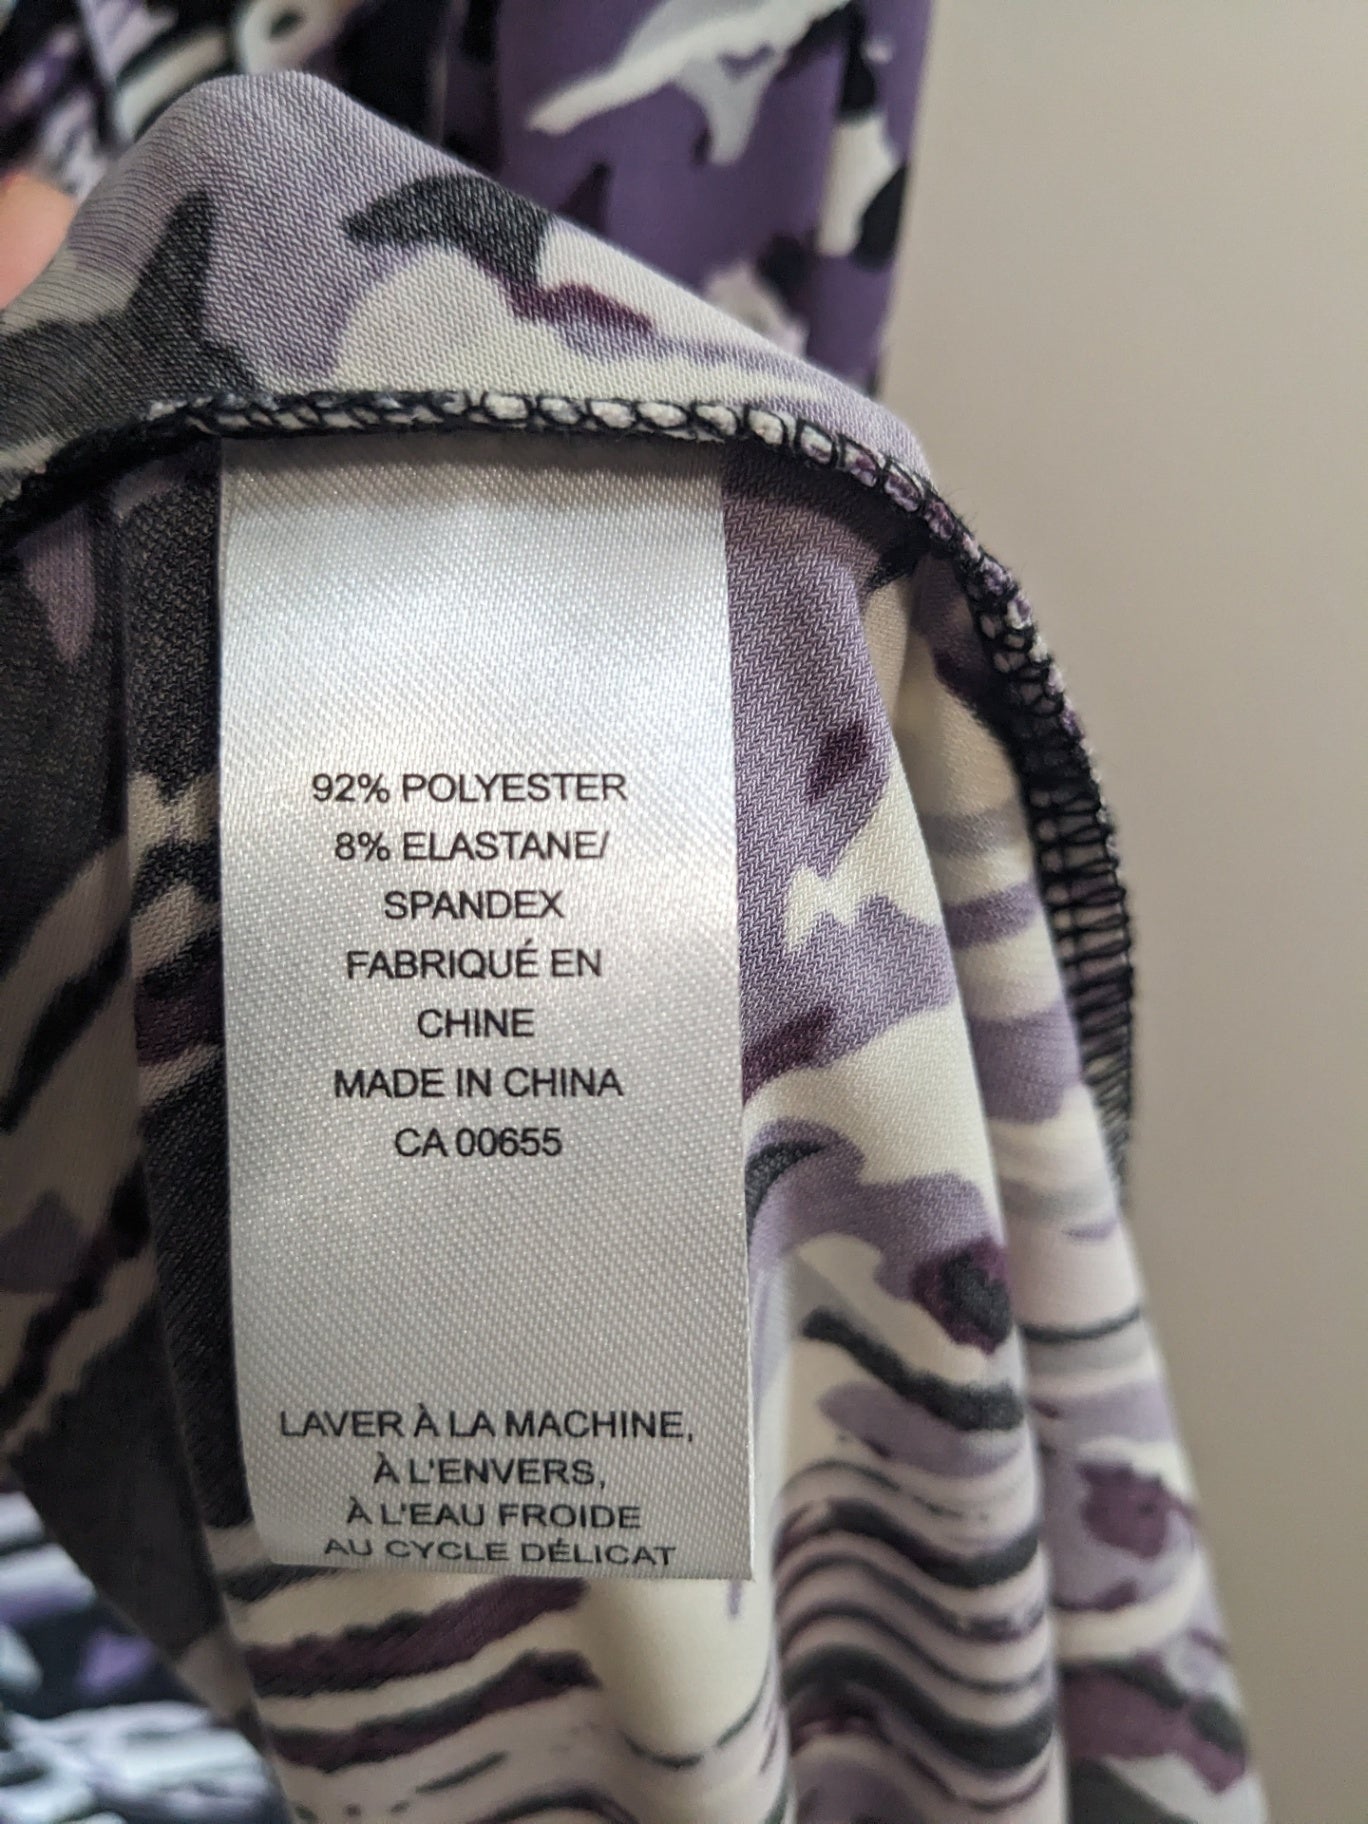 92% POLYESTER
8% ELASTANE/
SPANDEX
FABRIQUÉ EN
CHINE
MADE IN CHINA
CA 00655
LAVER À LA MACHINE,
À L'ENVERS,
À L'EAU FROIDE
AU CYCLE DÉLICAT